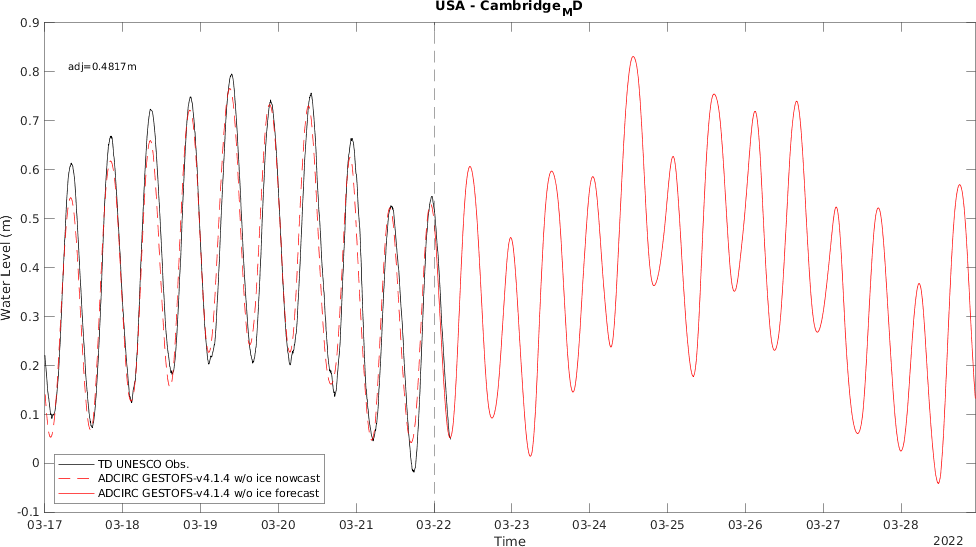 USA - Cambridge_MD
0.9
0.8
0.7
0.6
0.5
0.4
0.3
0.2
0.1
0
-0.1
Water Level (m)
adj=0.4817m
TD UNESCO Obs.
ADCIRC GESTOFS-v4.1.4 w/o ice nowcast
ADCIRC GESTOFS-v4.1.4 w/o ice forecast
03-17 03-18 03-19 03-20 03-21 03-22 03-23 03-24 03-25 03-26 03-27 03-28
Time
2022